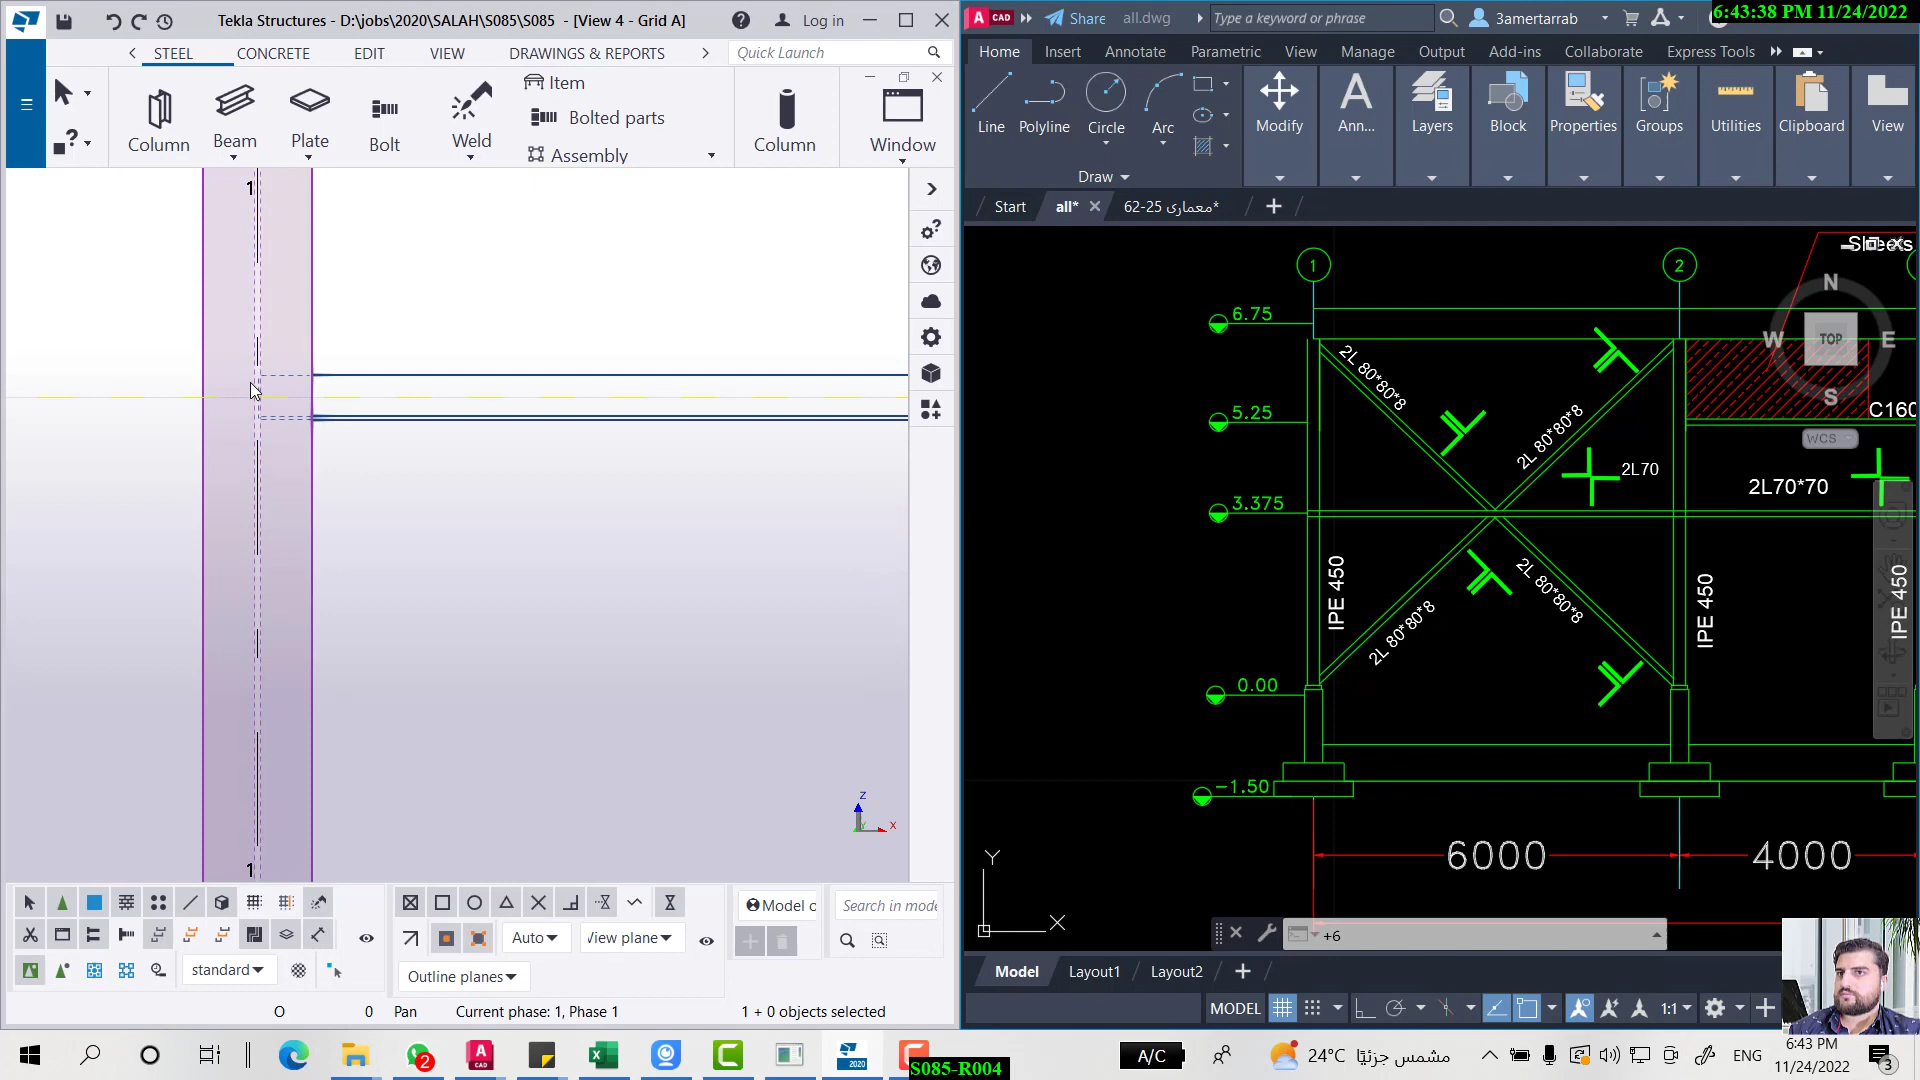 Tekla Structures - D:\jobs\2020\SALAH\S085\S085 - [View 4 - Grid A]
Log in
STEEL
CONCRETE
EDIT
VIEW
DRAWINGS & REPORTS
Quick Launch
Column
Beam
Plate
Bolt
Weld
Item
Bolted parts
Assembly
Column
Window
1
1
Z
X
Auto
View plane
Model o
Search in mode
standard
Outline planes
O
0
Pan
Current phase: 1, Phase 1
1 + 0 objects selected
A CAD
Share
all.dwg
Type a keyword or phrase
3amertarrab
6:43:38 PM 11/24/2022
Home
Insert
Annotate
Parametric
View
Manage
Output
Add-ins
Collaborate
Express Tools
Line
Polyline
Circle
Arc
Modify
Ann...
Layers
Block
Properties
Groups
Utilities
Clipboard
View
Draw
Start
all*
معماري 25-62*
1
2
N
W
TOP
E
S
WCS
6.75
5.25
3.375
0.00
-1.50
2L 80*80*8
2L 80*80*8
2L 80*80*8
2L 80*80*8
2L70
2L70*70
C160
IPE 450
IPE 450
IPE 450
6000
4000
Y
X
+6
Model
Layout1
Layout2
MODEL
1:1
2
A CAD
2020
S085-R004
A/C
24°C
مشمس جزئيًا
ENG
6:43 PM
11/24/2022
3